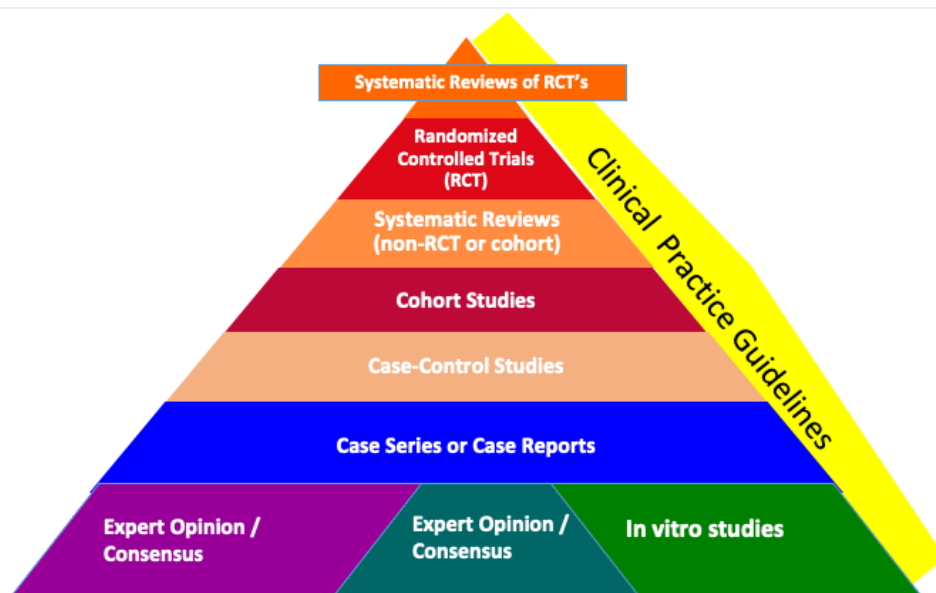 Systematic Reviews of RCT's
Randomized
Controlled Trials
(RCT)
Systematic Reviews
(non-RCT or cohort)
Cohort Studies
Case-Control Studies
Case Series or Case Reports
Expert Opinion /
Consensus
Expert Opinion /
Consensus
In vitro studies
Clinical Practice Guidelines